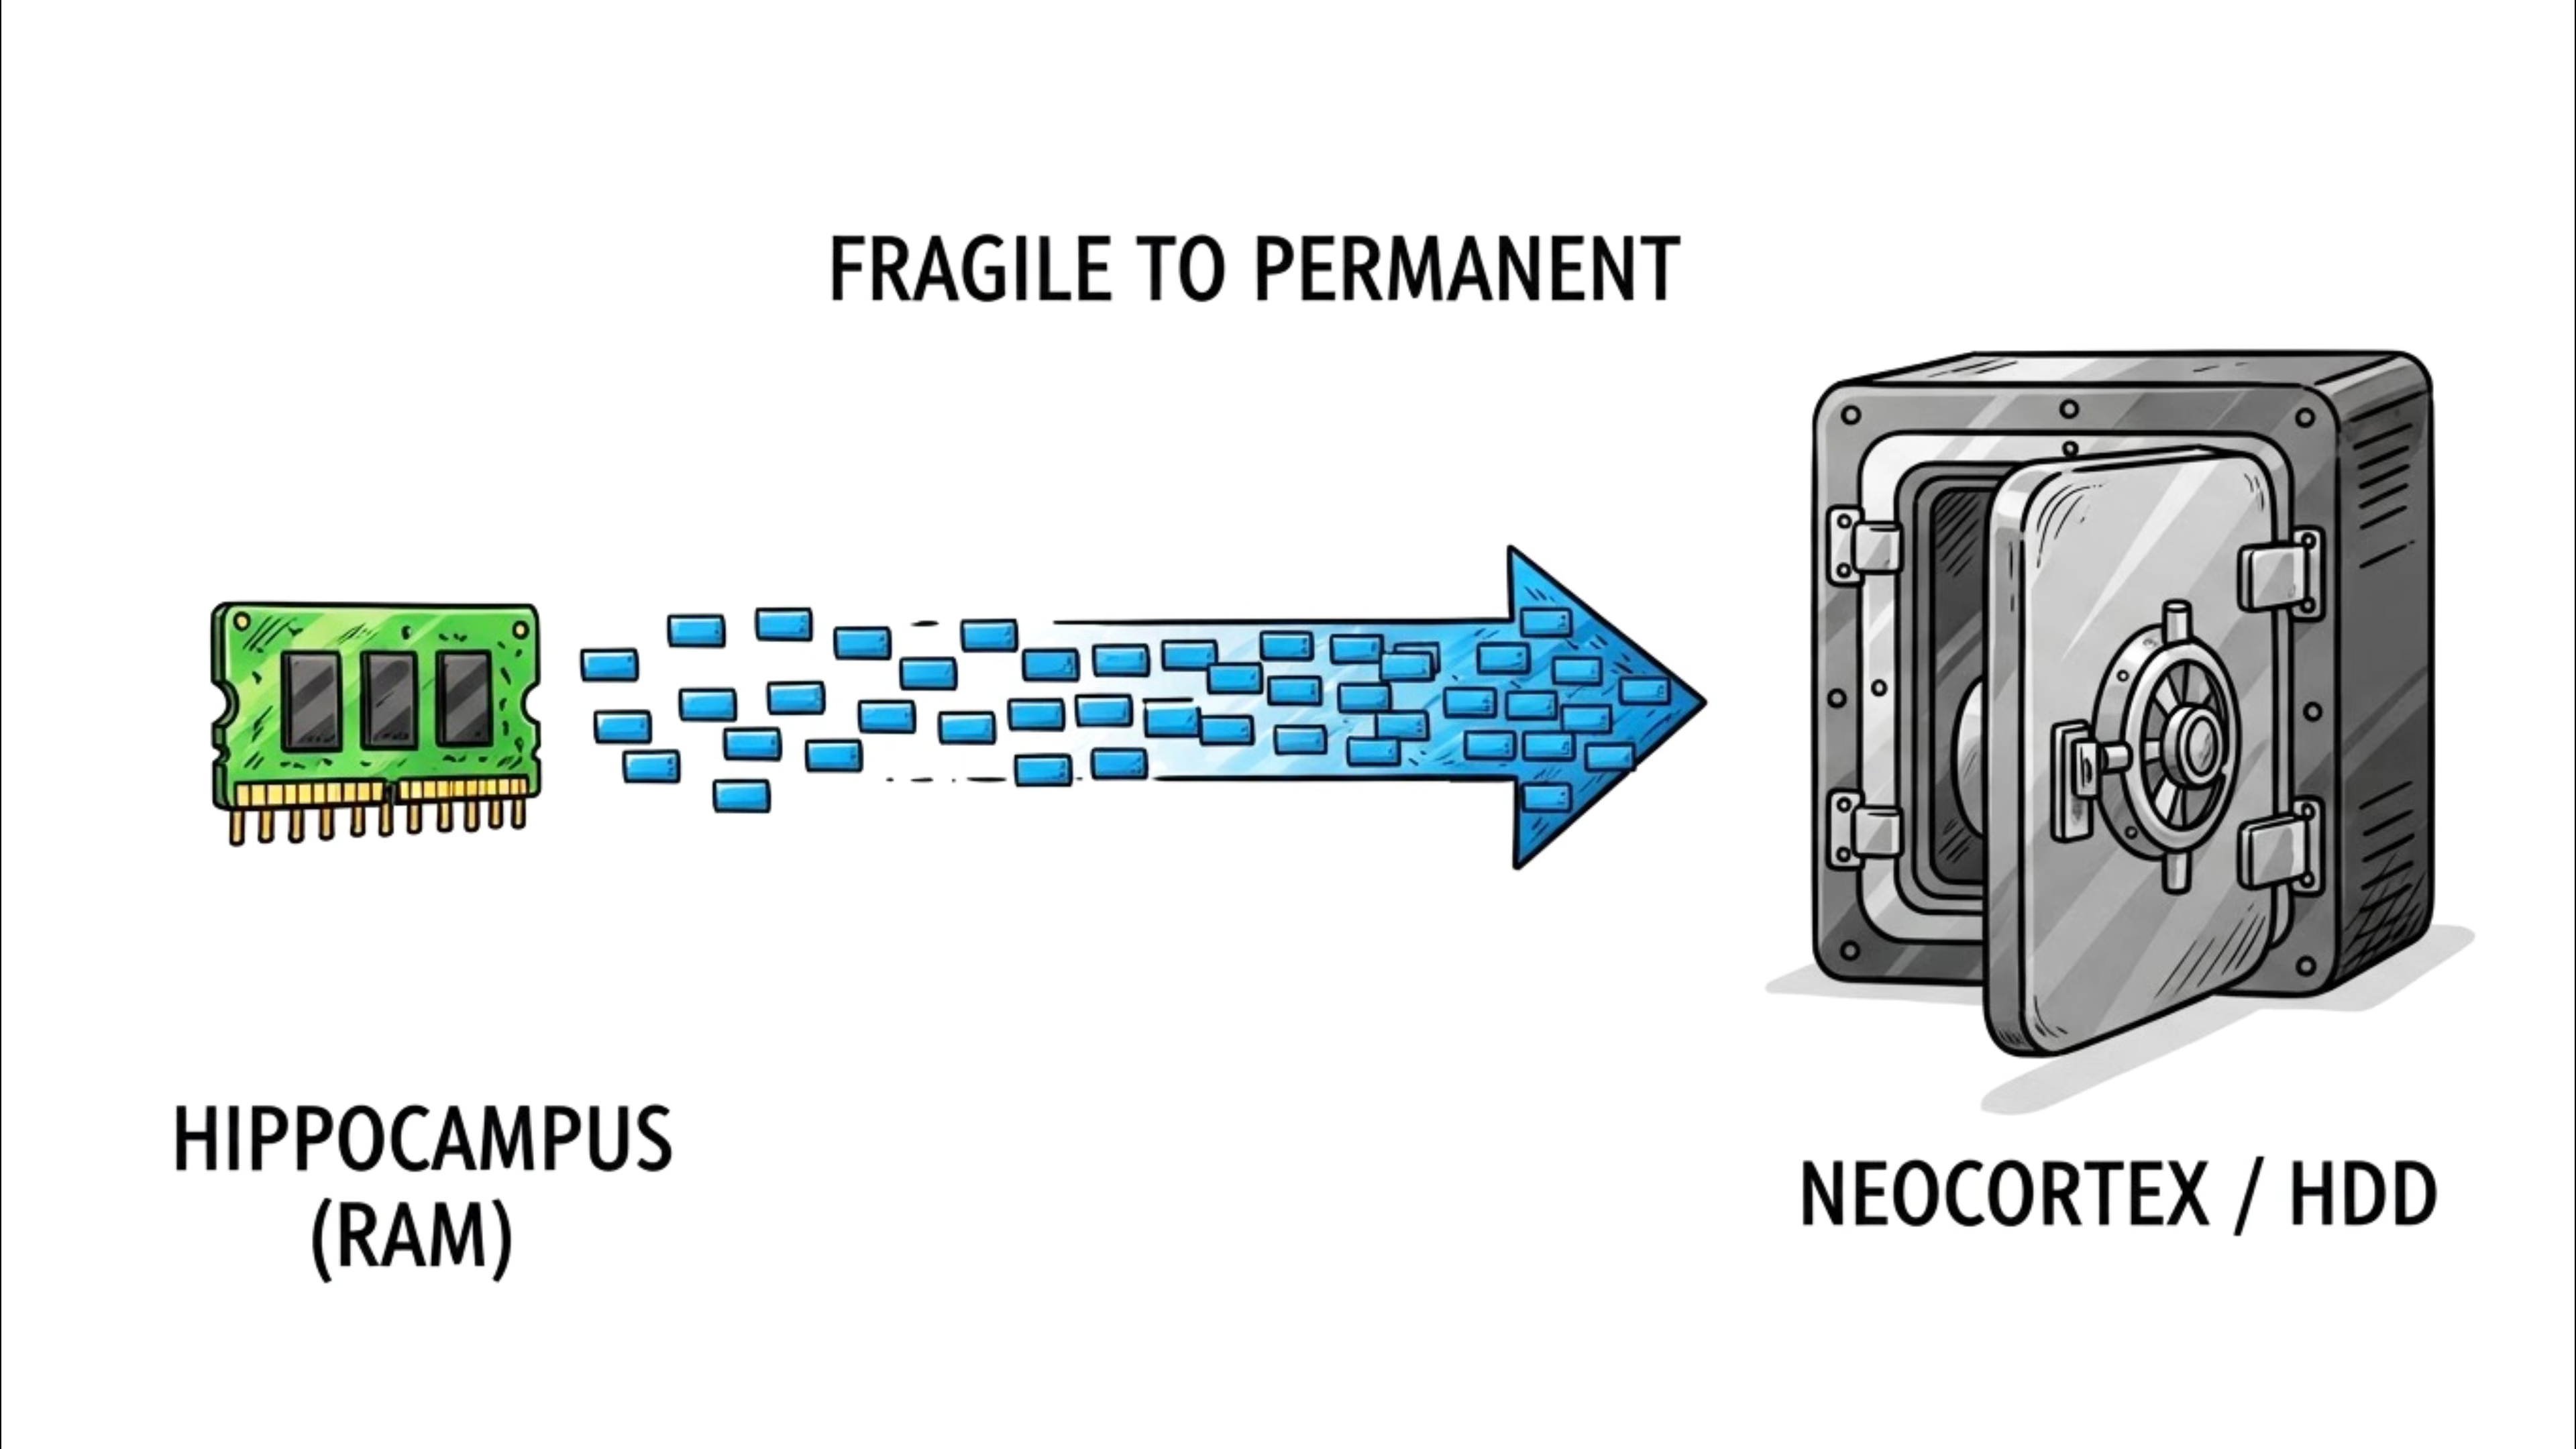 FRAGILE TO PERMANENT
HIPPOCAMPUS
(RAM)
NEOCORTEX / HDD